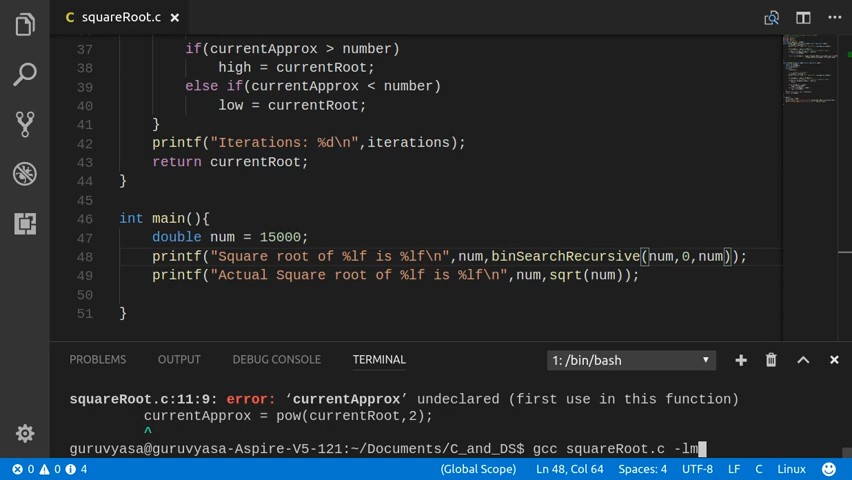 C squareRoot.c ×
37 if(currentApprox > number)
38 high = currentRoot;
39 else if(currentApprox < number)
40 low = currentRoot;
41 }
42 printf("Iterations: %d\n",iterations);
43 return currentRoot;
44 }
45
46 int main(){
47 double num = 15000;
48 printf("Square root of %lf is %lf\n",num,binSearchRecursive(num,0,num));
49 printf("Actual Square root of %lf is %lf\n",num,sqrt(num));
50
51 }
PROBLEMS OUTPUT DEBUG CONSOLE TERMINAL 1: /bin/bash
squareRoot.c:11:9: error: ‘currentApprox’ undeclared (first use in this function)
currentApprox = pow(currentRoot,2);
^
guruvyasa@guruvyasa-Aspire-V5-121:~/Documents/C_and_DS$ gcc squareRoot.c -lm
0 0 4 (Global Scope) Ln 48, Col 64 Spaces: 4 UTF-8 LF C Linux